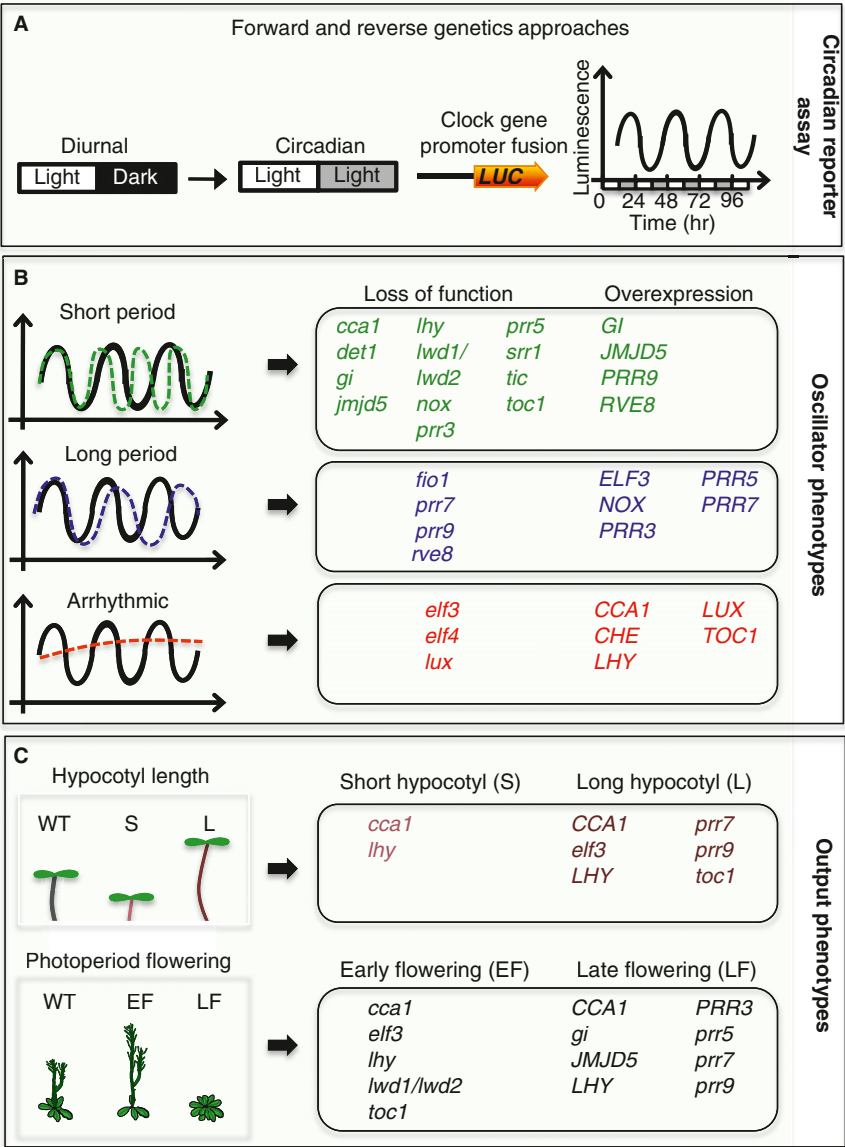 A
Forward and reverse genetics approaches
Circadian reporter
assay
Diurnal
Light Dark
Circadian
Light Light
Clock gene
promoter fusion
LUC
Luminescence
0 24 48 72 96
Time (hr)
B
Oscillator phenotypes
Loss of function Overexpression
Short period
cca1 lhy prr5 GI
det1 lwd1/ srr1 JMJD5
gi lwd2 tic PRR9
jmjd5 nox toc1 RVE8
prr3
Long period
fio1 ELF3 PRR5
prr7 NOX PRR7
prr9 PRR3
rve8
Arrhythmic
elf3 CCA1 LUX
elf4 CHE TOC1
lux LHY
C
Output phenotypes
Hypocotyl length
WT S L
Short hypocotyl (S) Long hypocotyl (L)
cca1 CCA1 prr7
lhy elf3 prr9
LHY toc1
Photoperiod flowering
WT EF LF
Early flowering (EF) Late flowering (LF)
cca1 CCA1 PRR3
elf3 gi prr5
lhy JMJD5 prr7
lwd1/lwd2 LHY prr9
toc1